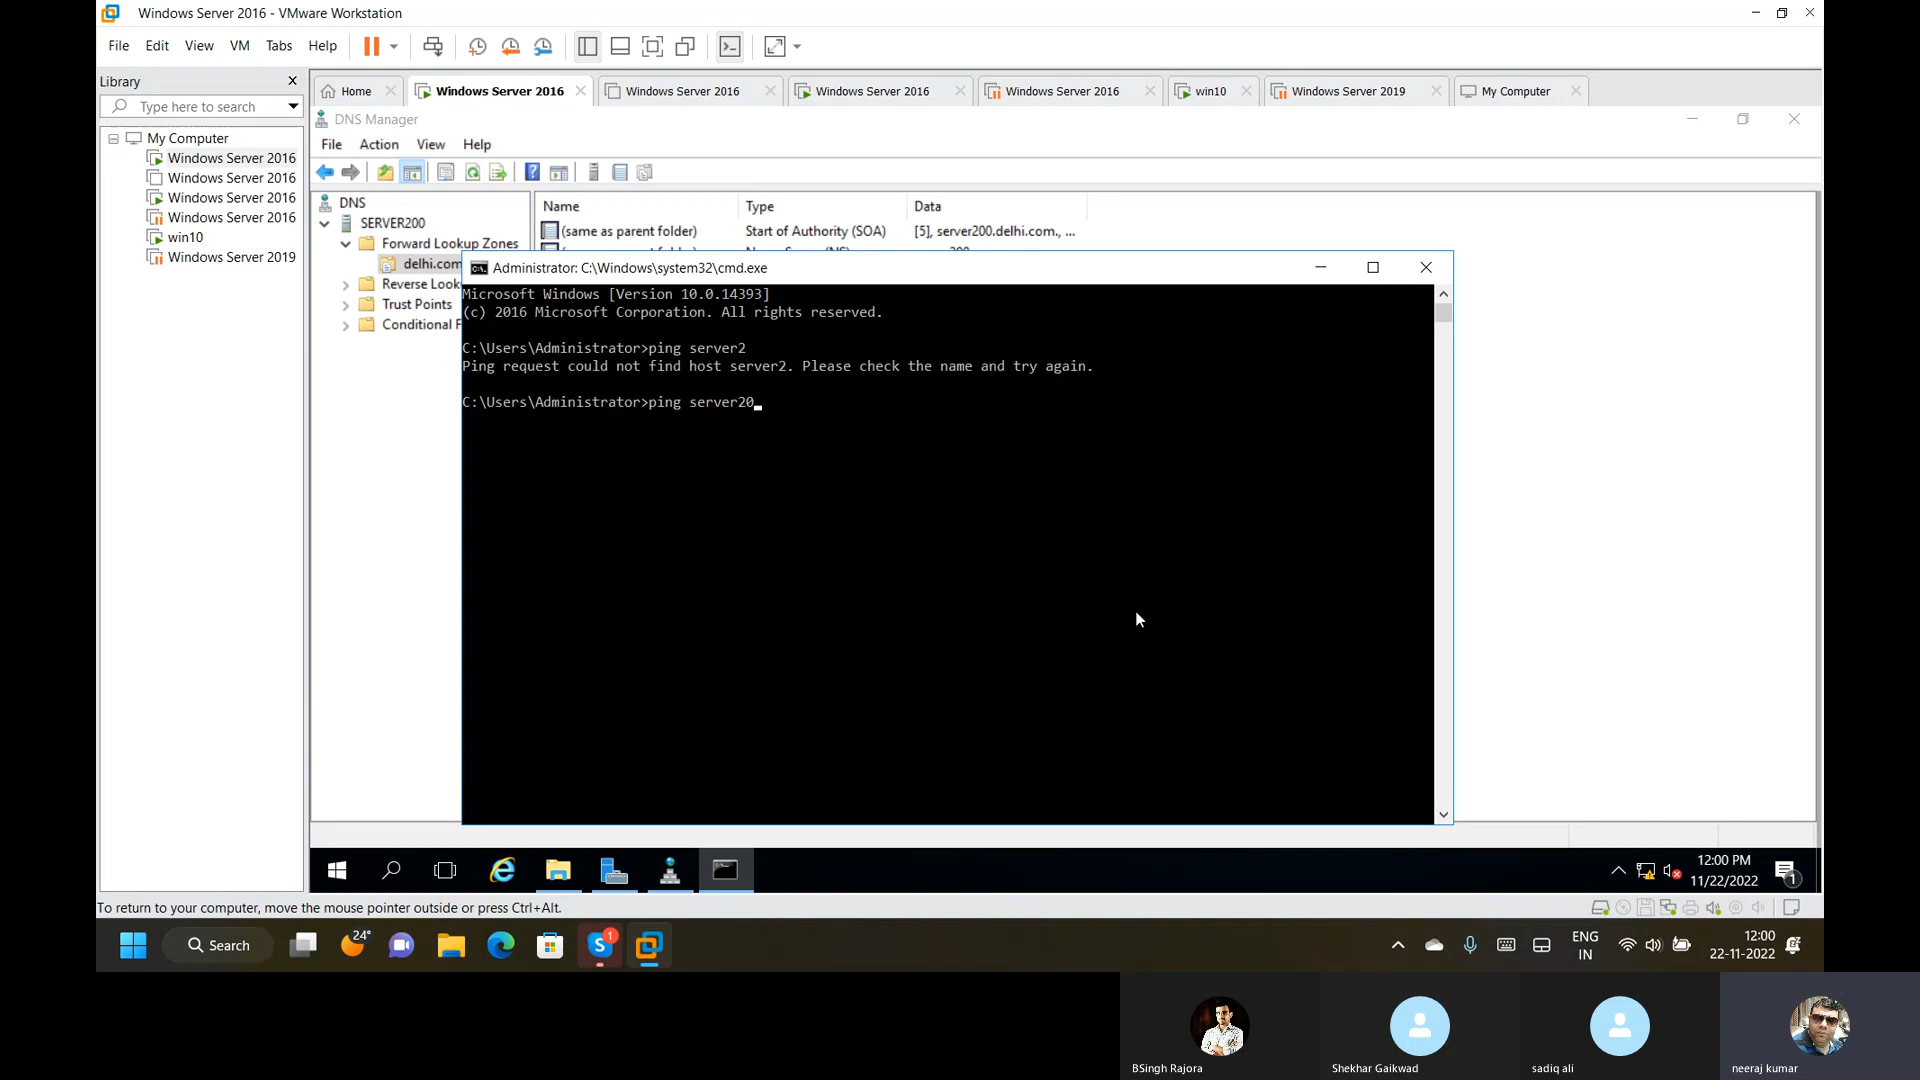 Windows Server 2016 - VMware Workstation
File Edit View VM Tabs Help
Library
Type here to search
My Computer
Windows Server 2016
Windows Server 2016
Windows Server 2016
Windows Server 2016
win10
Windows Server 2019
Home
Windows Server 2016
Windows Server 2016
Windows Server 2016
Windows Server 2016
win10
Windows Server 2019
My Computer
DNS Manager
File Action View Help
DNS
SERVER200
Forward Lookup Zones
delhi.com
Reverse Look
Trust Points
Conditional F
Name Type Data
(same as parent folder) Start of Authority (SOA) [5], server200.delhi.com., ...
Administrator: C:\Windows\system32\cmd.exe
Microsoft Windows [Version 10.0.14393]
(c) 2016 Microsoft Corporation. All rights reserved.
C:\Users\Administrator>ping server2
Ping request could not find host server2. Please check the name and try again.
C:\Users\Administrator>ping server20
12:00 PM
11/22/2022
1
To return to your computer, move the mouse pointer outside or press Ctrl+Alt.
Search
24°
S
1
ENG
IN
12:00
22-11-2022
BSingh Rajora
Shekhar Gaikwad
sadiq ali
neeraj kumar